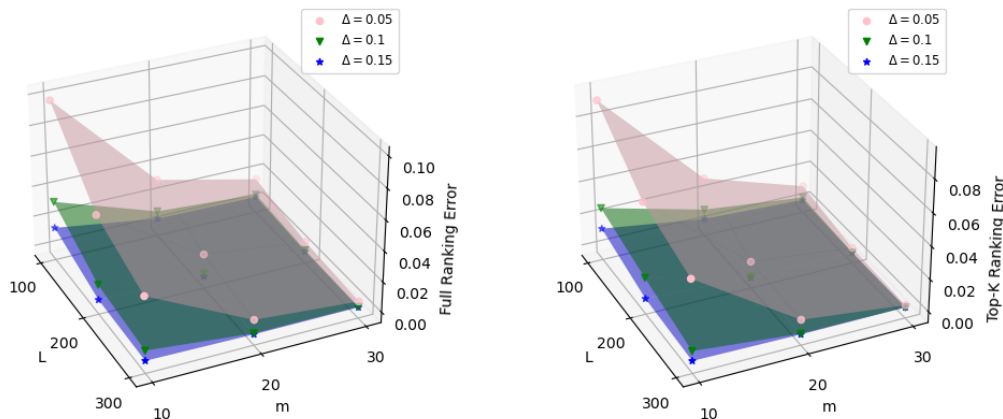 Δ = 0.05
Δ = 0.1
Δ = 0.15
0.10
0.08
0.06
0.04
0.02
0.00
Full Ranking Error
100
200
300
L
10
20
30
m
Δ = 0.05
Δ = 0.1
Δ = 0.15
0.08
0.06
0.04
0.02
0.00
Top-K Ranking Error
100
200
300
L
10
20
30
m